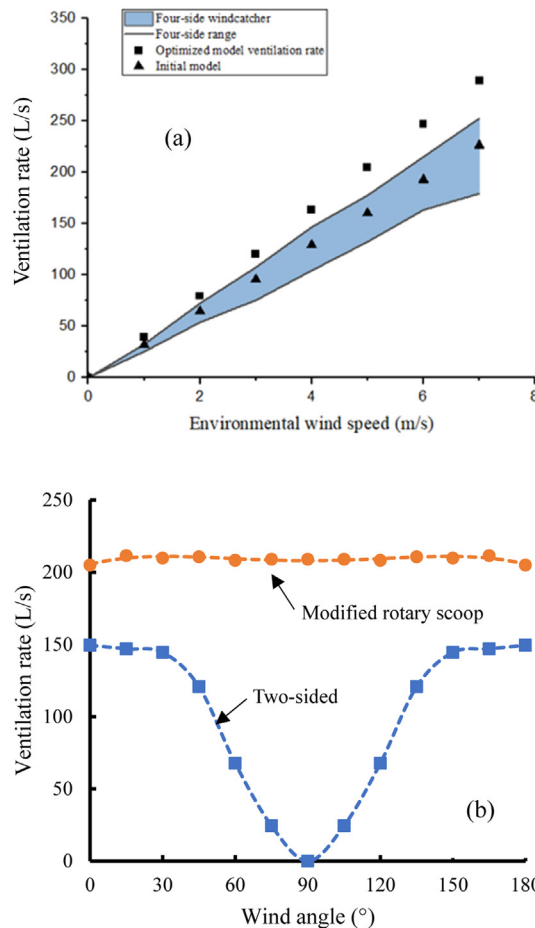 350
300
250
200
150
100
50
0
Ventilation rate (L/s)
Four-side windcatcher
Four-side range
Optimized model ventilation rate
Initial model
(a)
0 2 4 6 8
Environmental wind speed (m/s)
250
200
150
100
50
0
Ventilation rate (L/s)
Modified rotary scoop
Two-sided
(b)
0 30 60 90 120 150 180
Wind angle (°)